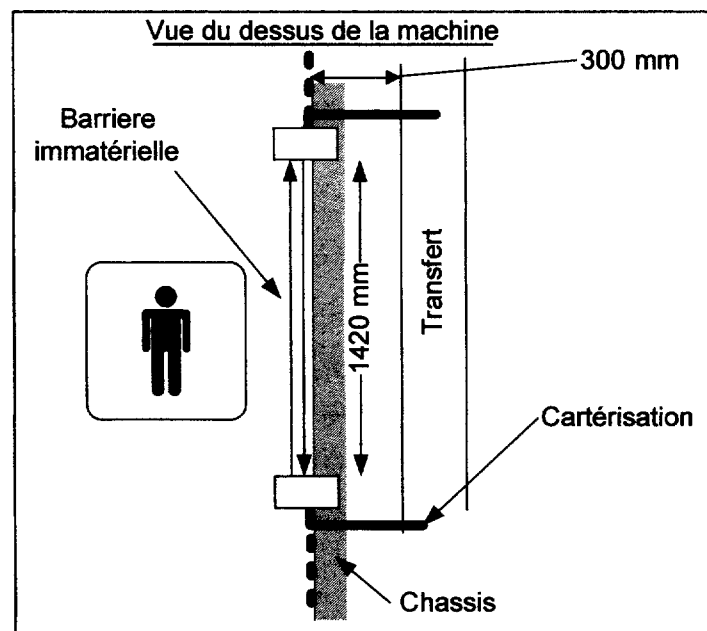 Vue du dessus de la machine
300 mm
Barriere
immatérielle
1420 mm
Transfert
Cartérisation
Chassis